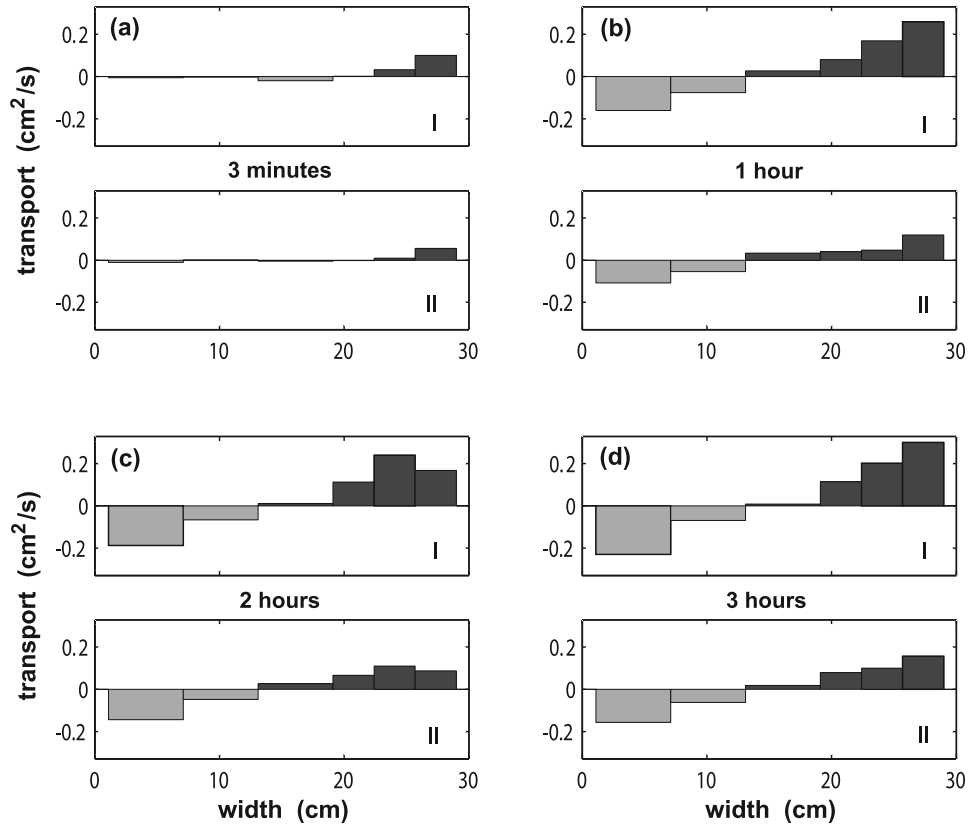 (a)
0.2
0
-0.2
I
(b)
0.2
0
-0.2
I
transport (cm²/s)
3 minutes
1 hour
0.2
0
-0.2
II
0 10 20 30
0.2
0
-0.2
II
0 10 20 30
(c)
0.2
0
-0.2
I
(d)
0.2
0
-0.2
I
transport (cm²/s)
2 hours
3 hours
0.2
0
-0.2
II
0 10 20 30
width (cm)
0.2
0
-0.2
II
0 10 20 30
width (cm)